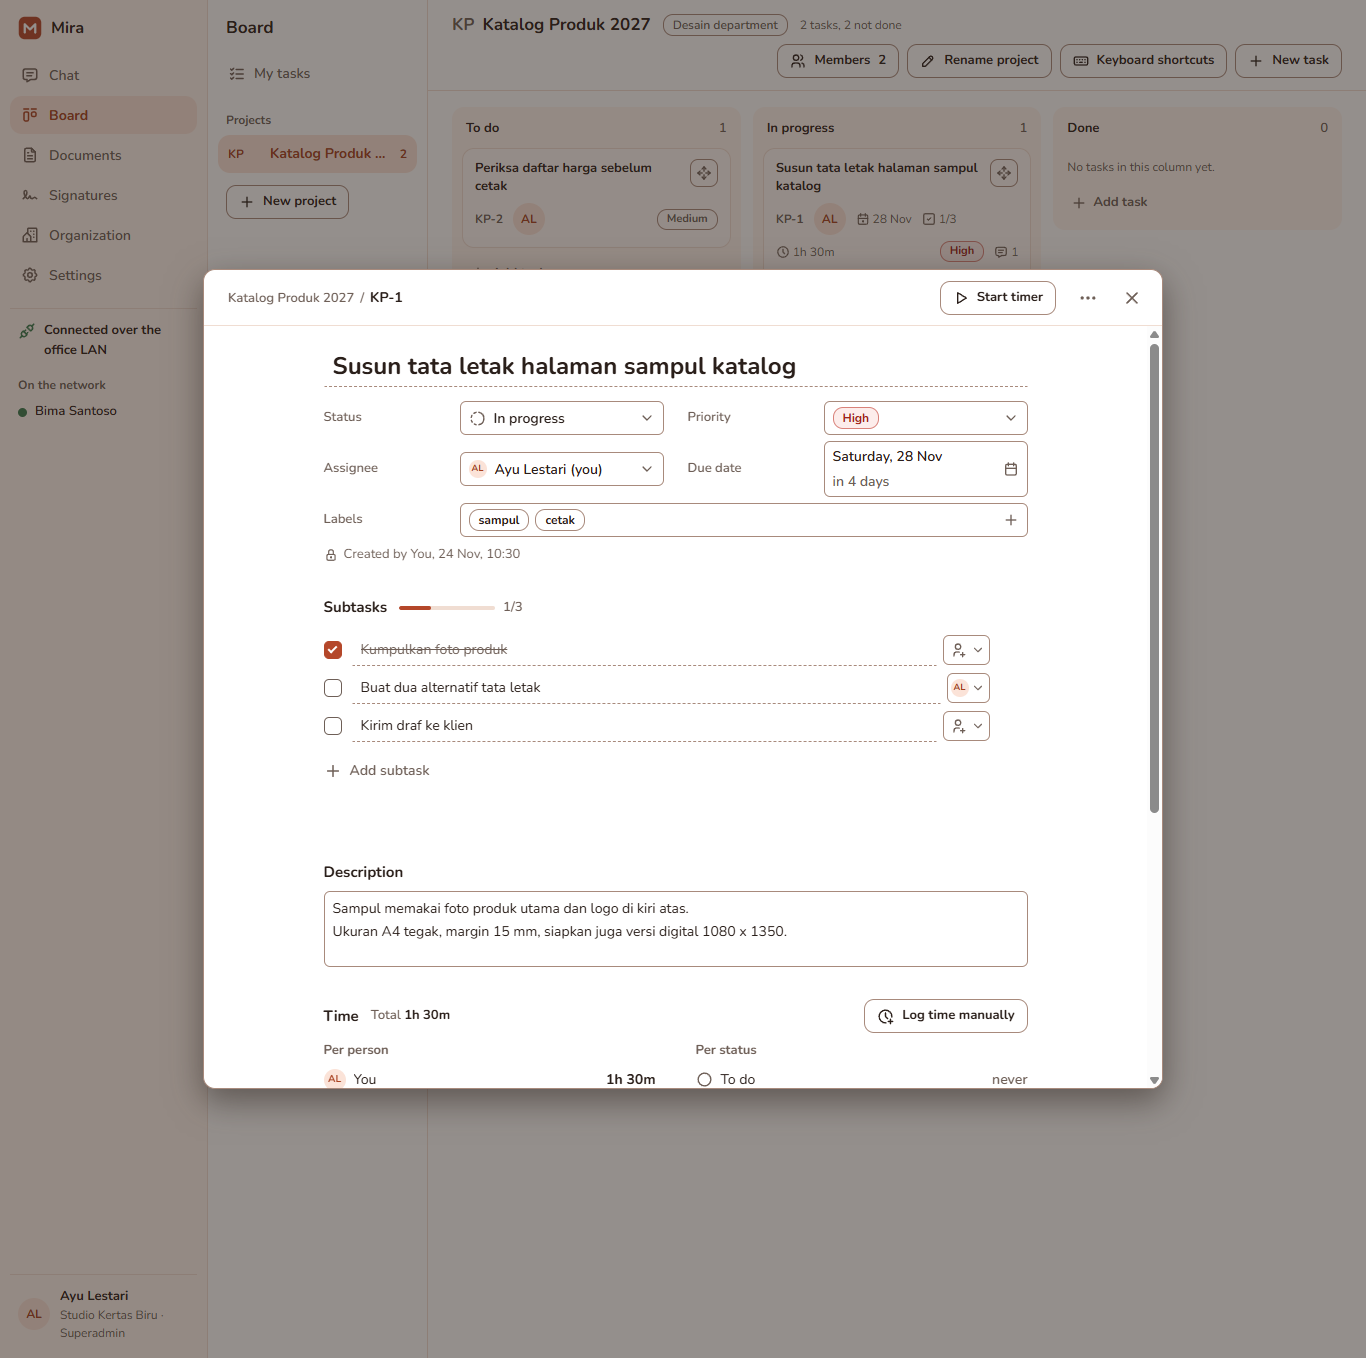 Mira
Chat
Board
Documents
Signatures
Organization
Settings
Connected over the
office LAN
On the network
Bima Santoso
Ayu Lestari
AL
Studio Kertas Biru ·
Superadmin
Board
My tasks
Projects
KP Katalog Produk ... 2
New project
KP Katalog Produk 2027 Desain department 2 tasks, 2 not done
Members 2 Rename project Keyboard shortcuts New task
To do 1
Periksa daftar harga sebelum
cetak
KP-2 AL Medium
In progress 1
Susun tata letak halaman sampul
katalog
KP-1 AL 28 Nov 1/3
1h 30m High 1
Done 0
No tasks in this column yet.
Add task
Katalog Produk 2027 / KP-1 Start timer
Susun tata letak halaman sampul katalog
Status In progress Priority High
Assignee AL Ayu Lestari (you) Due date Saturday, 28 Nov
in 4 days
Labels sampul cetak
Created by You, 24 Nov, 10:30
Subtasks 1/3
Kumpulkan foto produk
Buat dua alternatif tata letak AL
Kirim draf ke klien
Add subtask
Description
Sampul memakai foto produk utama dan logo di kiri atas.
Ukuran A4 tegak, margin 15 mm, siapkan juga versi digital 1080 x 1350.
Time Total 1h 30m Log time manually
Per person Per status
AL You 1h 30m To do never